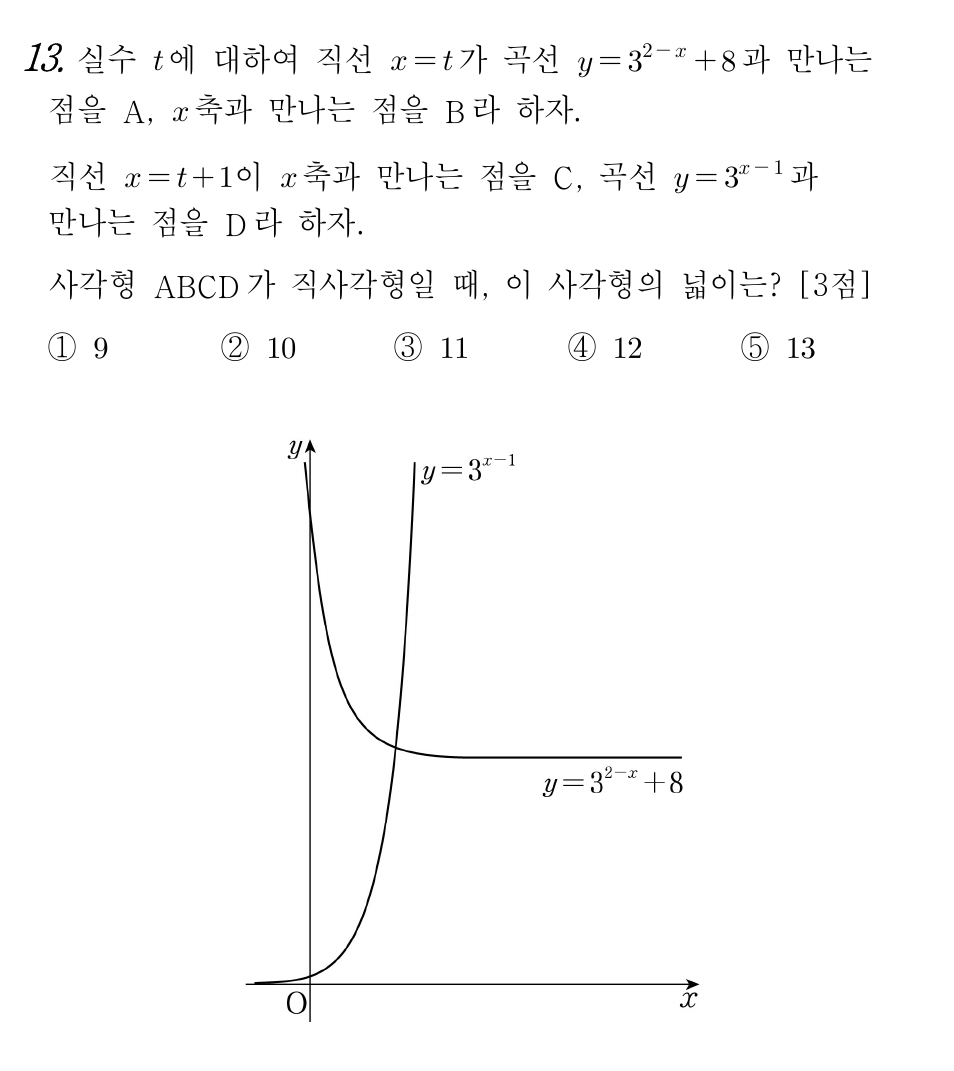 13. 실수 t에 대하여 직선 x=t가 곡선 y=3^{2-x}+8과 만나는
점을 A, x축과 만나는 점을 B라 하자.
직선 x=t+1이 x축과 만나는 점을 C, 곡선 y=3^{x-1}과
만나는 점을 D라 하자.
사각형 ABCD가 직사각형일 때, 이 사각형의 넓이는? [3점]
① 9 ② 10 ③ 11 ④ 12 ⑤ 13
y
y=3^{x-1}
y=3^{2-x}+8
O
x